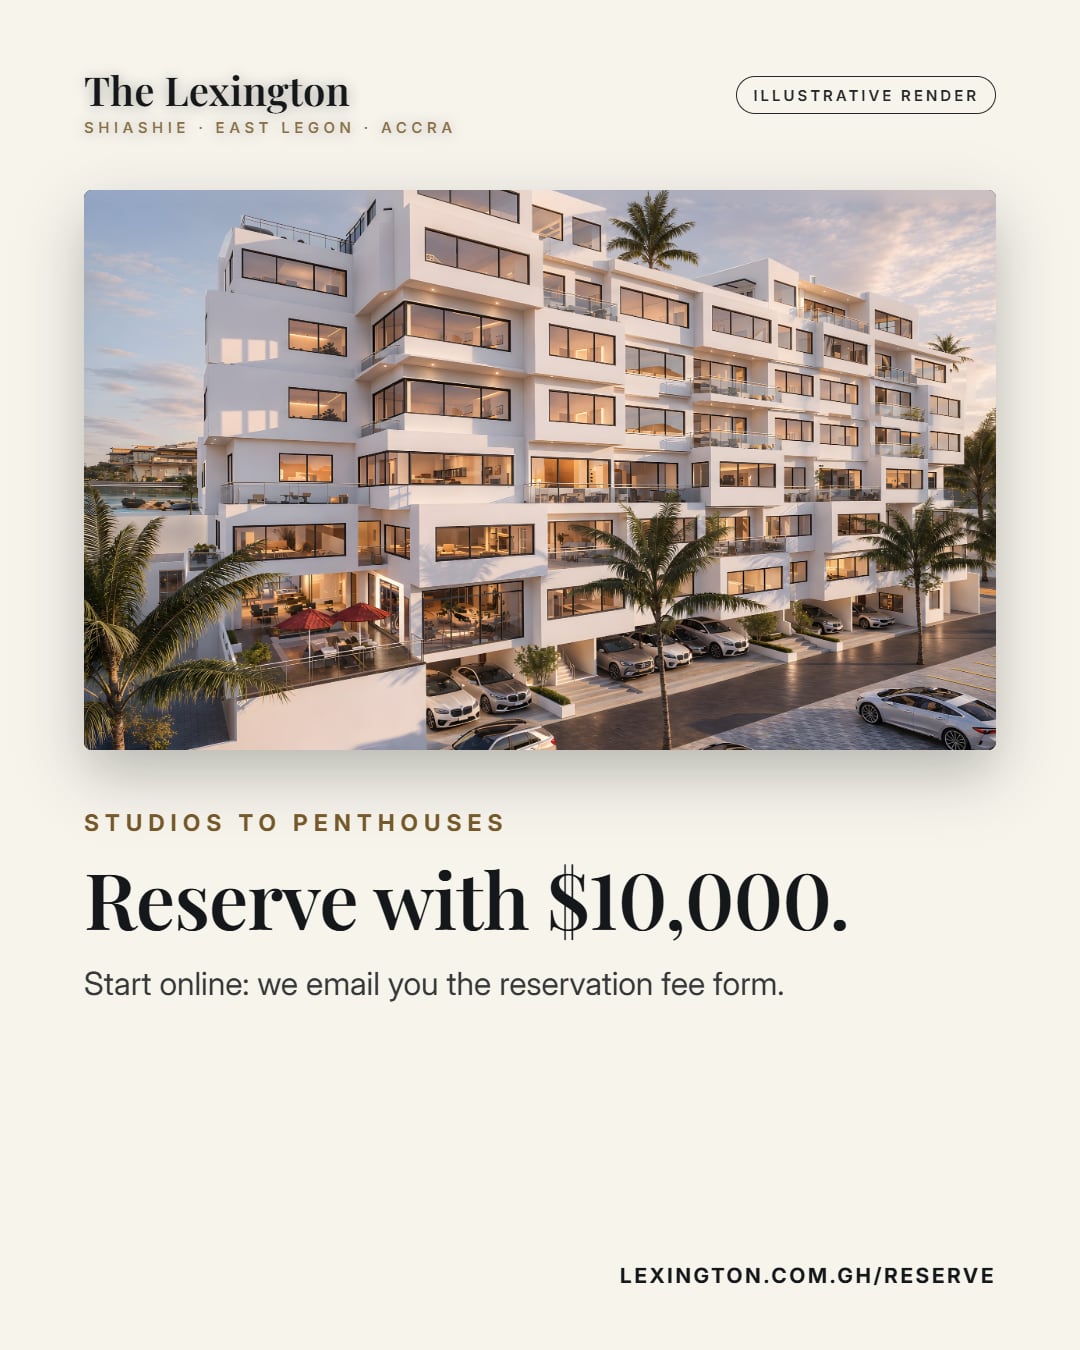 The Lexington
SHIASHIE · EAST LEGON · ACCRA
ILLUSTRATIVE RENDER
STUDIOS TO PENTHOUSES
Reserve with $10,000.
Start online: we email you the reservation fee form.
LEXINGTON.COM.GH/RESERVE